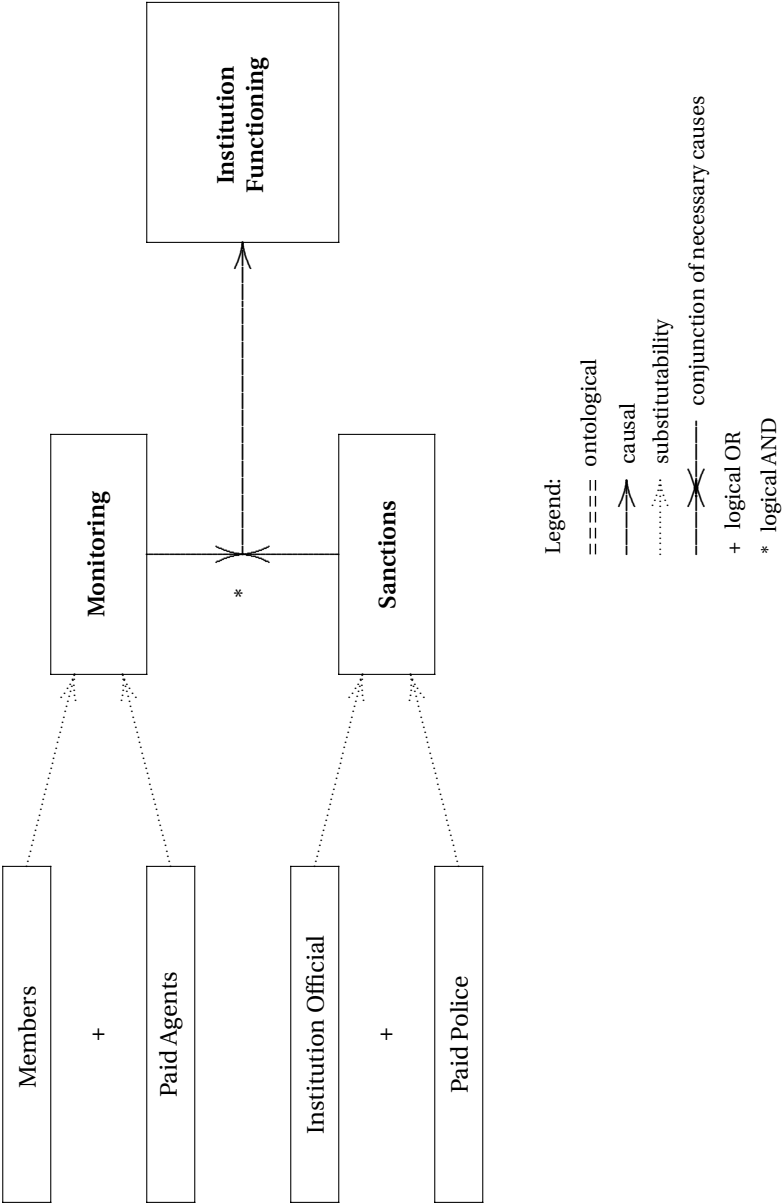 Members
+
Paid Agents
Institution Official
+
Paid Police
Monitoring
*
Sanctions
Institution
Functioning
Legend:
ontological
causal
substitutability
conjunction of necessary causes
+ logical OR
* logical AND